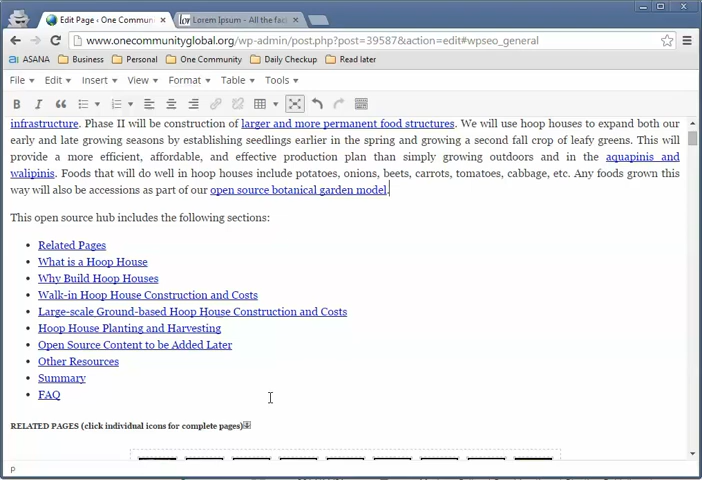 Edit Page ‹ One Commun
Lorem Ipsum - All the fac
www.onecommunityglobal.org/wp-admin/post.php?post=39587&action=edit#wpseo_general
ASANA Business Personal One Community Daily Checkup Read later
File Edit Insert View Format Table Tools
infrastructure. Phase II will be construction of larger and more permanent food structures. We will use hoop houses to expand both our
early and late growing seasons by establishing seedlings earlier in the spring and growing a second fall crop of leafy greens. This will
provide a more efficient, affordable, and effective production plan than simply growing outdoors and in the aquapinis and
walipinis. Foods that will do well in hoop houses include potatoes, onions, beets, carrots, tomatoes, cabbage, etc. Any foods grown this
way will also be accessions as part of our open source botanical garden model.
This open source hub includes the following sections:
Related Pages
What is a Hoop House
Why Build Hoop Houses
Walk-in Hoop House Construction and Costs
Large-scale Ground-based Hoop House Construction and Costs
Hoop House Planting and Harvesting
Open Source Content to be Added Later
Other Resources
Summary
FAQ
RELATED PAGES (click individual icons for complete pages)
p